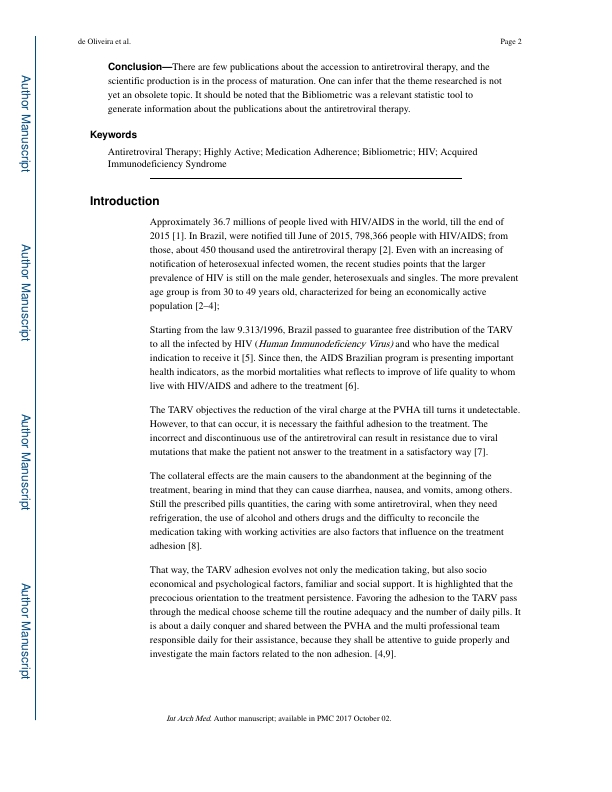 de Oliveira et al.
Page 2
Conclusion—There are few publications about the accession to antiretroviral therapy, and the
scientific production is in the process of maturation. One can infer that the theme researched is not
yet an obsolete topic. It should be noted that the Bibliometric was a relevant statistic tool to
generate information about the publications about the antiretroviral therapy.
Keywords
Antiretroviral Therapy; Highly Active; Medication Adherence; Bibliometric; HIV; Acquired
Immunodeficiency Syndrome
Introduction
Approximately 36.7 millions of people lived with HIV/AIDS in the world, till the end of
2015 [1]. In Brazil, were notified till June of 2015, 798,366 people with HIV/AIDS; from
those, about 450 thousand used the antiretroviral therapy [2]. Even with an increasing of
notification of heterosexual infected women, the recent studies points that the larger
prevalence of HIV is still on the male gender, heterosexuals and singles. The more prevalent
age group is from 30 to 49 years old, characterized for being an economically active
population [2–4];
Starting from the law 9.313/1996, Brazil passed to guarantee free distribution of the TARV
to all the infected by HIV (Human Immunodeficiency Virus) and who have the medical
indication to receive it [5]. Since then, the AIDS Brazilian program is presenting important
health indicators, as the morbid mortalities what reflects to improve of life quality to whom
live with HIV/AIDS and adhere to the treatment [6].
The TARV objectives the reduction of the viral charge at the PVHA till turns it undetectable.
However, to that can occur, it is necessary the faithful adhesion to the treatment. The
incorrect and discontinuous use of the antiretroviral can result in resistance due to viral
mutations that make the patient not answer to the treatment in a satisfactory way [7].
The collateral effects are the main causers to the abandonment at the beginning of the
treatment, bearing in mind that they can cause diarrhea, nausea, and vomits, among others.
Still the prescribed pills quantities, the caring with some antiretroviral, when they need
refrigeration, the use of alcohol and others drugs and the difficulty to reconcile the
medication taking with working activities are also factors that influence on the treatment
adhesion [8].
That way, the TARV adhesion evolves not only the medication taking, but also socio
economical and psychological factors, familiar and social support. It is highlighted that the
precocious orientation to the treatment persistence. Favoring the adhesion to the TARV pass
through the medical choose scheme till the routine adequacy and the number of daily pills. It
is about a daily conquer and shared between the PVHA and the multi professional team
responsible daily for their assistance, because they shall be attentive to guide properly and
investigate the main factors related to the non adhesion. [4,9].
Int Arch Med. Author manuscript; available in PMC 2017 October 02.
Author Manuscript
Author Manuscript
Author Manuscript
Author Manuscript